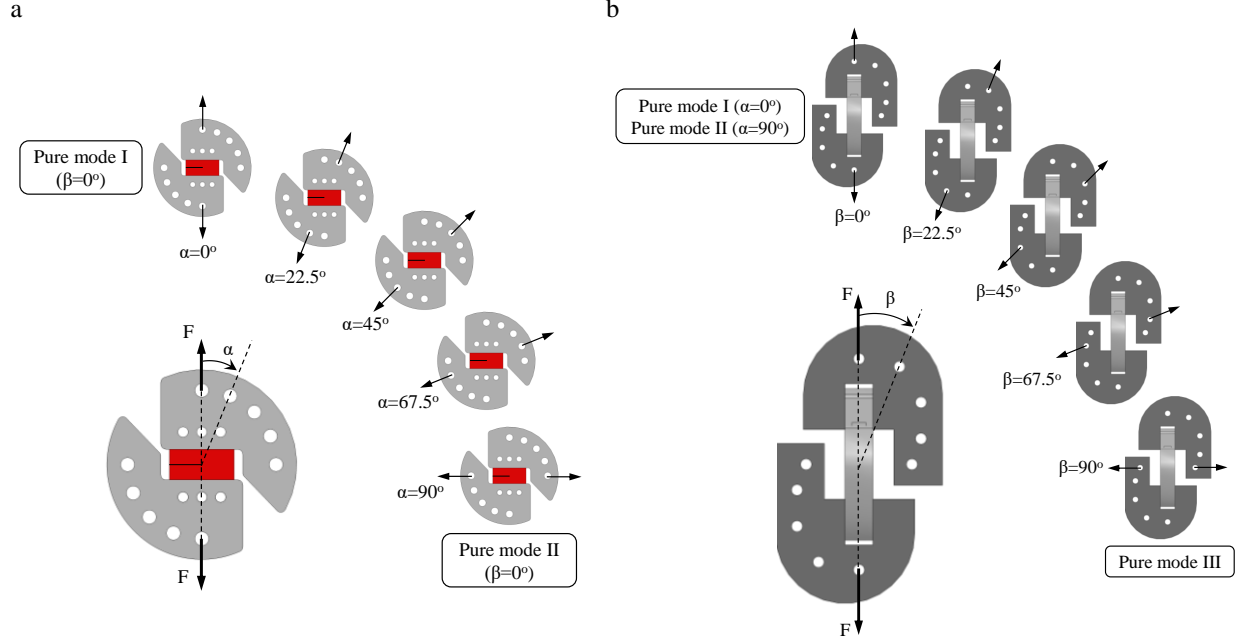 a
Pure mode I
(β=0°)
α=0°
α=22.5°
α=45°
α=67.5°
α=90°
Pure mode II
(β=0°)
F
α
F
b
Pure mode I (α=0°)
Pure mode II (α=90°)
β=0°
β=22.5°
β=45°
β=67.5°
β=90°
Pure mode III
F
β
F